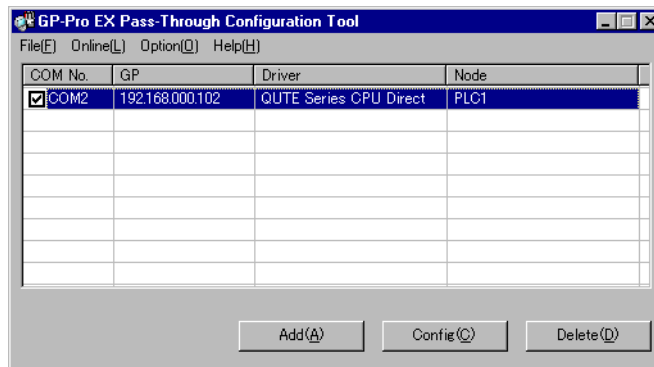 GP-Pro EX Pass-Through Configuration Tool
File(F) Online(L) Option(O) Help(H)
COM No. GP Driver Node
COM2 192.168.000.102 QUTE Series CPU Direct PLC1
Add(A) Config(C) Delete(D)